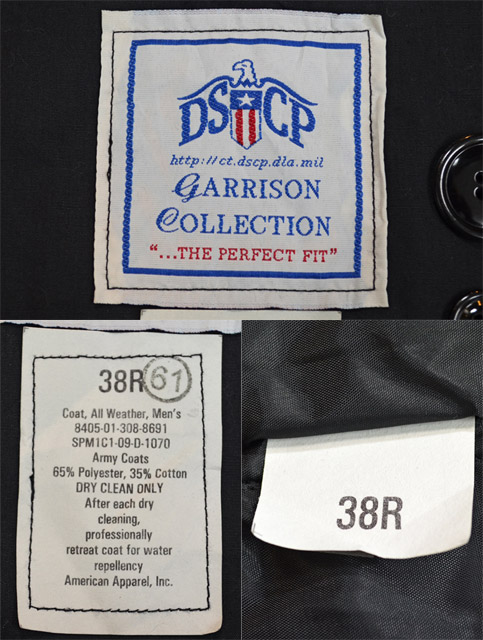 DSCP
http://ct.dscp.dla.mil
GARRISON
COLLECTION
"...THE PERFECT FIT"
38R 61
Coat, All Weather, Men's
8405-01-308-8691
SPM1C1-09-D-1070
Army Coats
65% Polyester, 35% Cotton
DRY CLEAN ONLY
After each dry
cleaning,
professionally
retreat coat for water
repellency
American Apparel, Inc.
38R